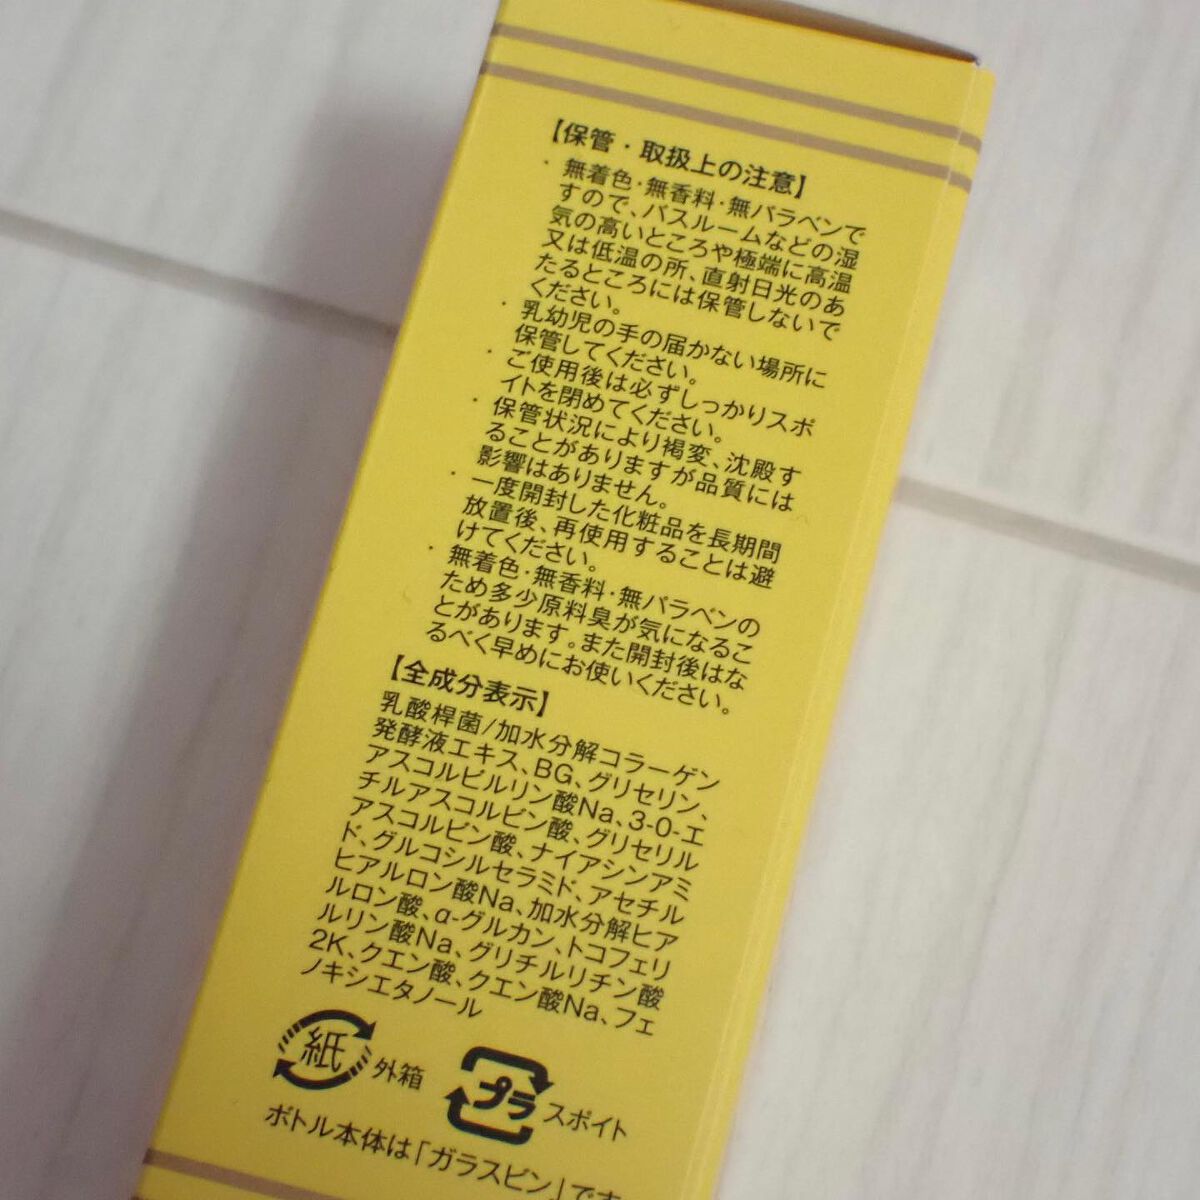 【保管・取扱上の注意】
・無着色・無香料・無パラベンで
すので、バスルームなどの湿
気の高いところや極端に高温
又は低温の所、直射日光のあ
たるところには保管しないで
ください。
・乳幼児の手の届かない場所に
保管してください。
・ご使用後は必ずしっかりスポ
イトを閉めてください。
・保管状況により褐変、沈殿す
ることがありますが品質には
影響はありません。
・一度開封した化粧品を長期間
放置後、再使用することは避
けてください。
・無着色・無香料・無パラベンの
ため多少原料臭が気になるこ
とがあります。また開封後はな
るべく早めにお使いください。
【全成分表示】
乳酸桿菌/加水分解コラーゲン
発酵液エキス、BG、グリセリン、
アスコルビルリン酸Na、3-O-エ
チルアスコルビン酸、グリセリル
アスコルビン酸、ナイアシンアミ
ド、グルコシルセラミド、アセチル
ヒアルロン酸Na、加水分解ヒア
ルロン酸、α-グルカン、トコフェリ
ルリン酸Na、グリチルリチン酸
2K、クエン酸、クエン酸Na、フェ
ノキシエタノール
紙 外箱
プラ スポイト
ボトル本体は「ガラスビン」です